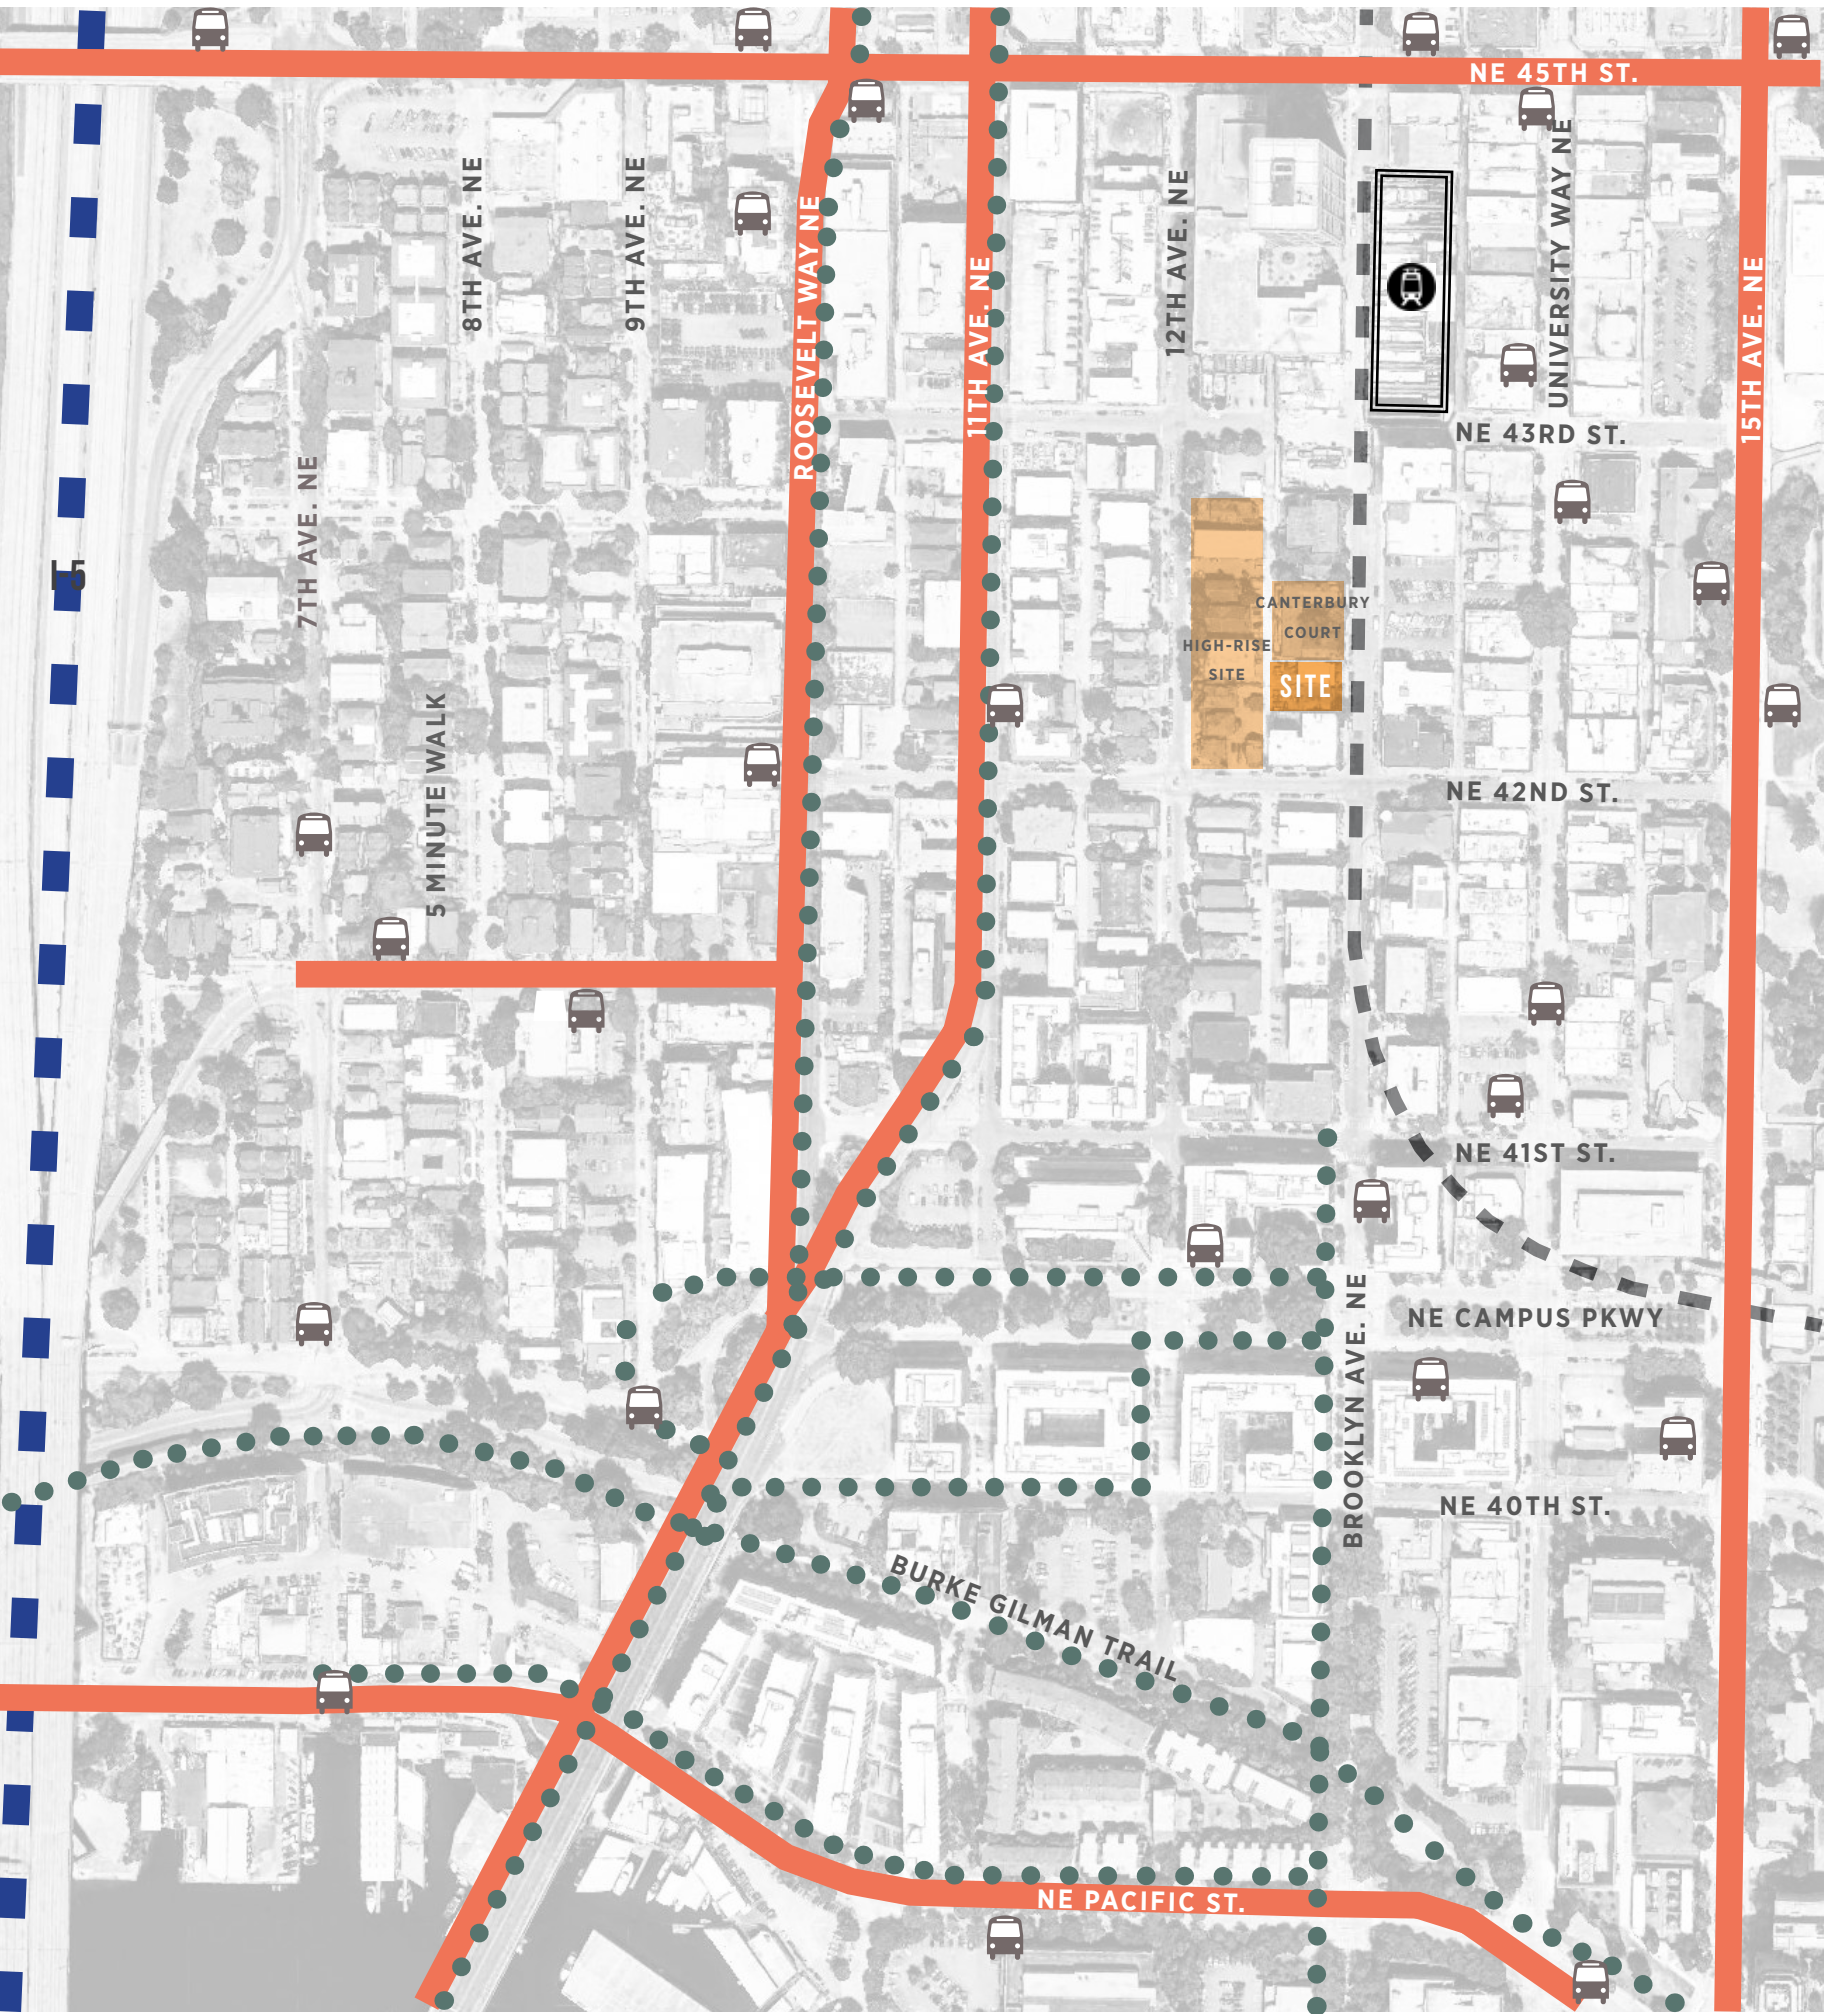 NE 45TH ST.
8TH AVE. NE
9TH AVE. NE
ROOSEVELT WAY NE
11TH AVE. NE
12TH AVE. NE
UNIVERSITY WAY NE
15TH AVE. NE
NE 43RD ST.
7TH AVE. NE
I-5
CANTERBURY
COURT
HIGH-RISE
SITE
SITE
5 MINUTE WALK
NE 42ND ST.
NE 41ST ST.
NE CAMPUS PKWY
BROOKLYN AVE. NE
NE 40TH ST.
BURKE GILMAN TRAIL
NE PACIFIC ST.